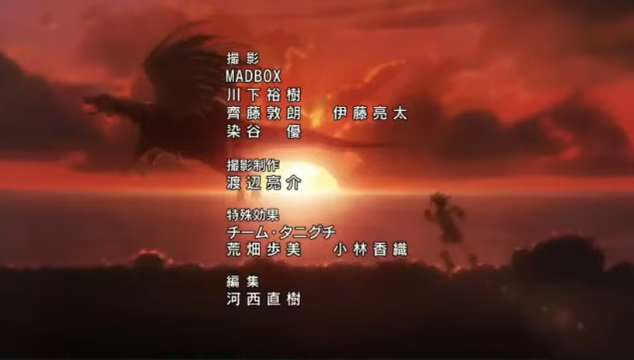 撮影
MADBOX
川下裕樹
齊藤敦朗　伊藤亮太
染谷　優
撮影制作
渡辺亮介
特殊効果
チーム・タニグチ
荒畑歩美　小林香織
編集
河西直樹